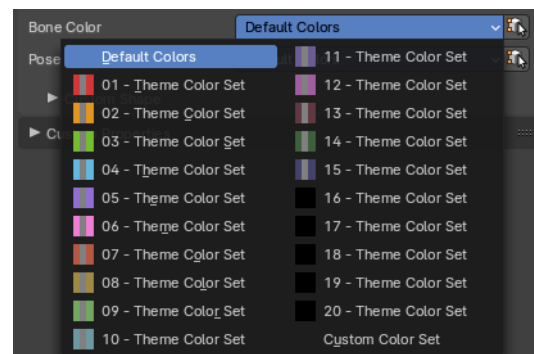 Bone Color
Default Colors
Pose
Default Colors
01 - Theme Color Set
02 - Theme Color Set
03 - Theme Color Set
04 - Theme Color Set
05 - Theme Color Set
06 - Theme Color Set
07 - Theme Color Set
08 - Theme Color Set
09 - Theme Color Set
10 - Theme Color Set
11 - Theme Color Set
12 - Theme Color Set
13 - Theme Color Set
14 - Theme Color Set
15 - Theme Color Set
16 - Theme Color Set
17 - Theme Color Set
18 - Theme Color Set
19 - Theme Color Set
20 - Theme Color Set
Custom Color Set